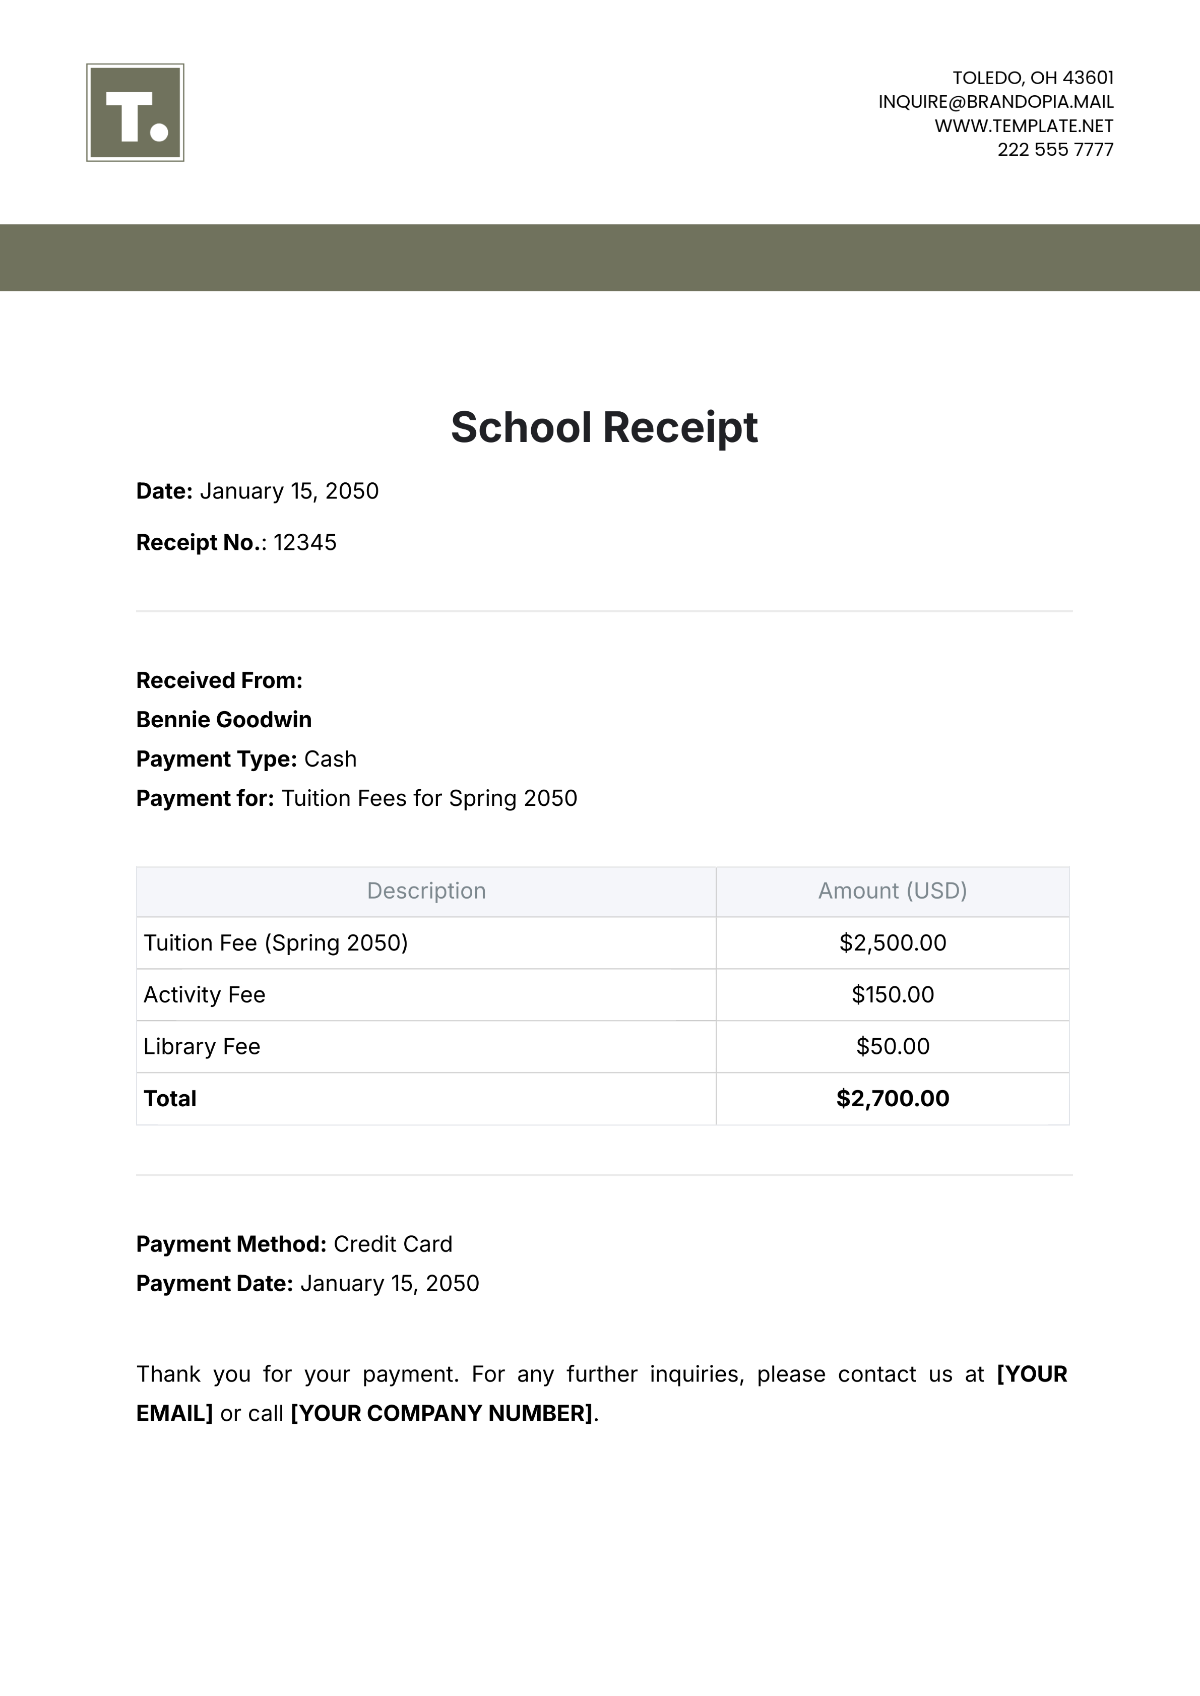 T.
TOLEDO, OH 43601
INQUIRE@BRANDOPIA.MAIL
WWW.TEMPLATE.NET
222 555 7777
School Receipt
Date: January 15, 2050
Receipt No.: 12345
Received From:
Bennie Goodwin
Payment Type: Cash
Payment for: Tuition Fees for Spring 2050
Description Amount (USD)
Tuition Fee (Spring 2050) $2,500.00
Activity Fee $150.00
Library Fee $50.00
Total $2,700.00
Payment Method: Credit Card
Payment Date: January 15, 2050
Thank you for your payment. For any further inquiries, please contact us at [YOUR
EMAIL] or call [YOUR COMPANY NUMBER].